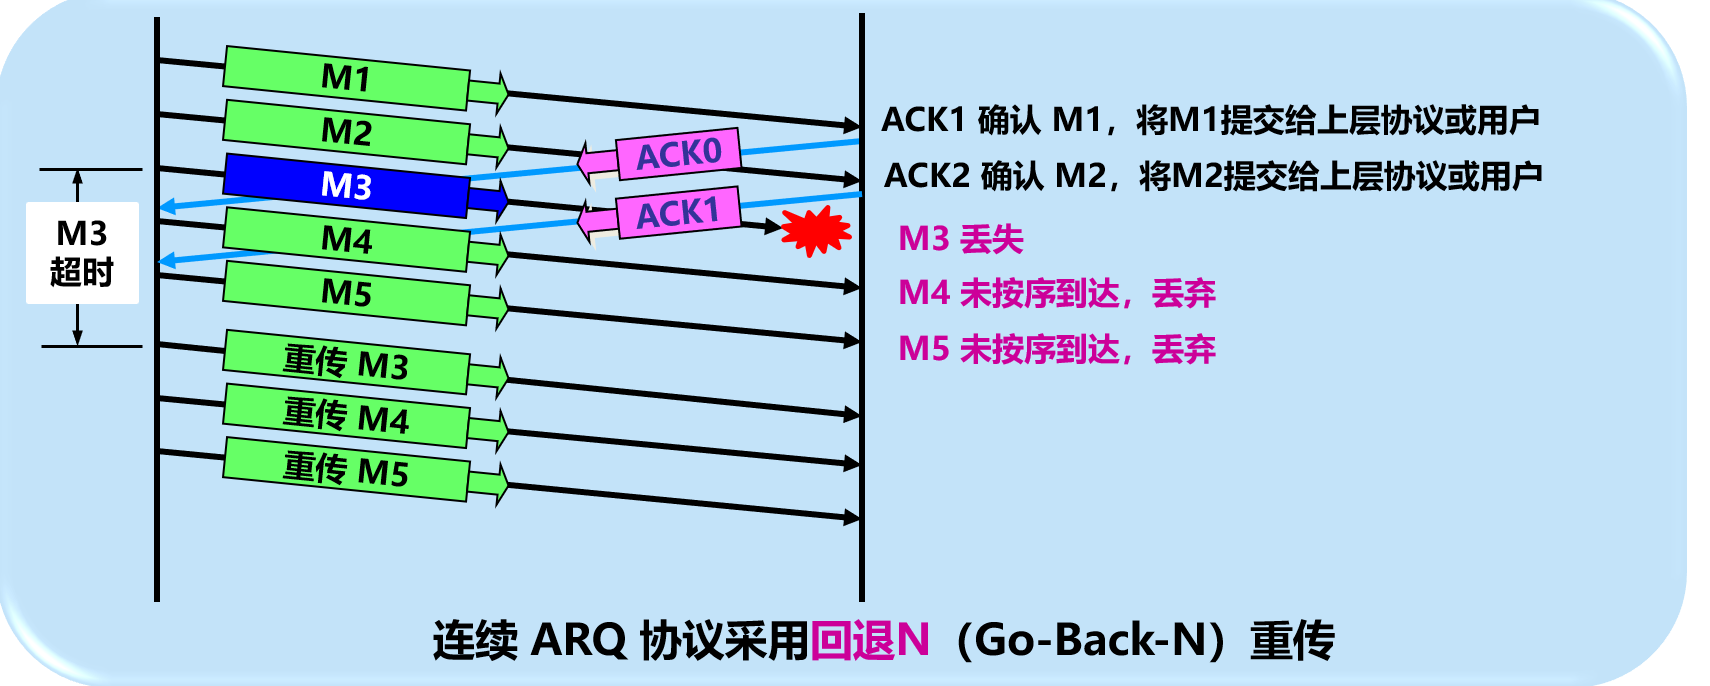 M1
ACK1 确认 M1，将M1提交给上层协议或用户
M2
ACK0
ACK2 确认 M2，将M2提交给上层协议或用户
M3
ACK1
M3
超时
M4
M3 丢失
M5
M4 未按序到达，丢弃
M5 未按序到达，丢弃
重传 M3
重传 M4
重传 M5
连续 ARQ 协议采用回退N（Go-Back-N）重传